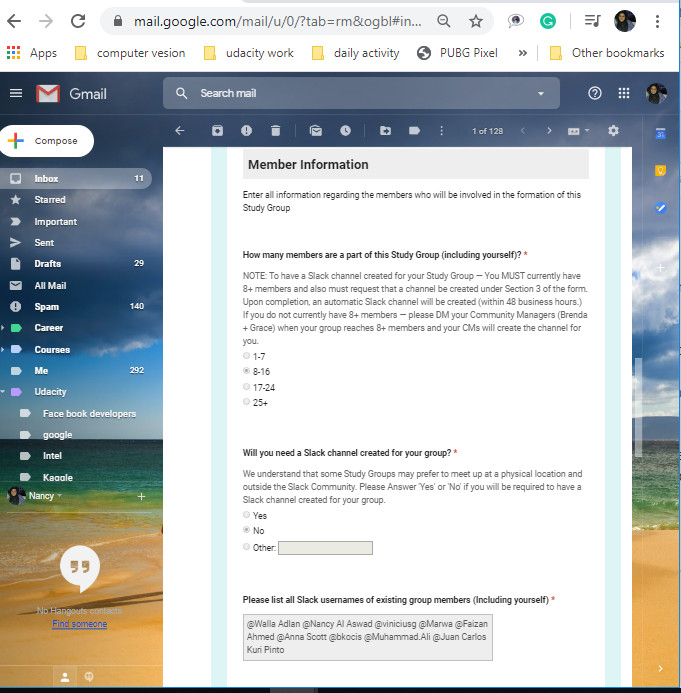 mail.google.com/mail/u/0/?tab=rm&ogbl#in...
Apps
computer vesion
udacity work
daily activity
PUBG Pixel
»
Other bookmarks
Gmail
Search mail
Compose
1 of 128
Inbox 11
Starred
Important
Sent
Drafts 29
All Mail
Spam 140
Career
Courses
Me 292
Udacity
Face book developers
google
Intel
Kaggle
Nancy
No Hangouts contacts
Find someone
Member Information
Enter all information regarding the members who will be involved in the formation of this
Study Group
How many members are a part of this Study Group (including yourself)? *
NOTE: To have a Slack channel created for your Study Group — You MUST currently have
8+ members and also must request that a channel be created under Section 3 of the form.
Upon completion, an automatic Slack channel will be created (within 48 business hours.)
If you do not currently have 8+ members — please DM your Community Managers (Brenda
+ Grace) when your group reaches 8+ members and your CMs will create the channel for
you.
1-7
8-16
17-24
25+
Will you need a Slack channel created for your group? *
We understand that some Study Groups may prefer to meet up at a physical location and
outside the Slack Community. Please Answer 'Yes' or 'No' if you will be required to have a
Slack channel created for your group.
Yes
No
Other:
Please list all Slack usernames of existing group members (Including yourself) *
@Walla Adlan @Nancy Al Aswad @viniciusg @Marwa @Faizan
Ahmed @Anna Scott @bkocis @Muhammad.Ali @Juan Carlos
Kuri Pinto